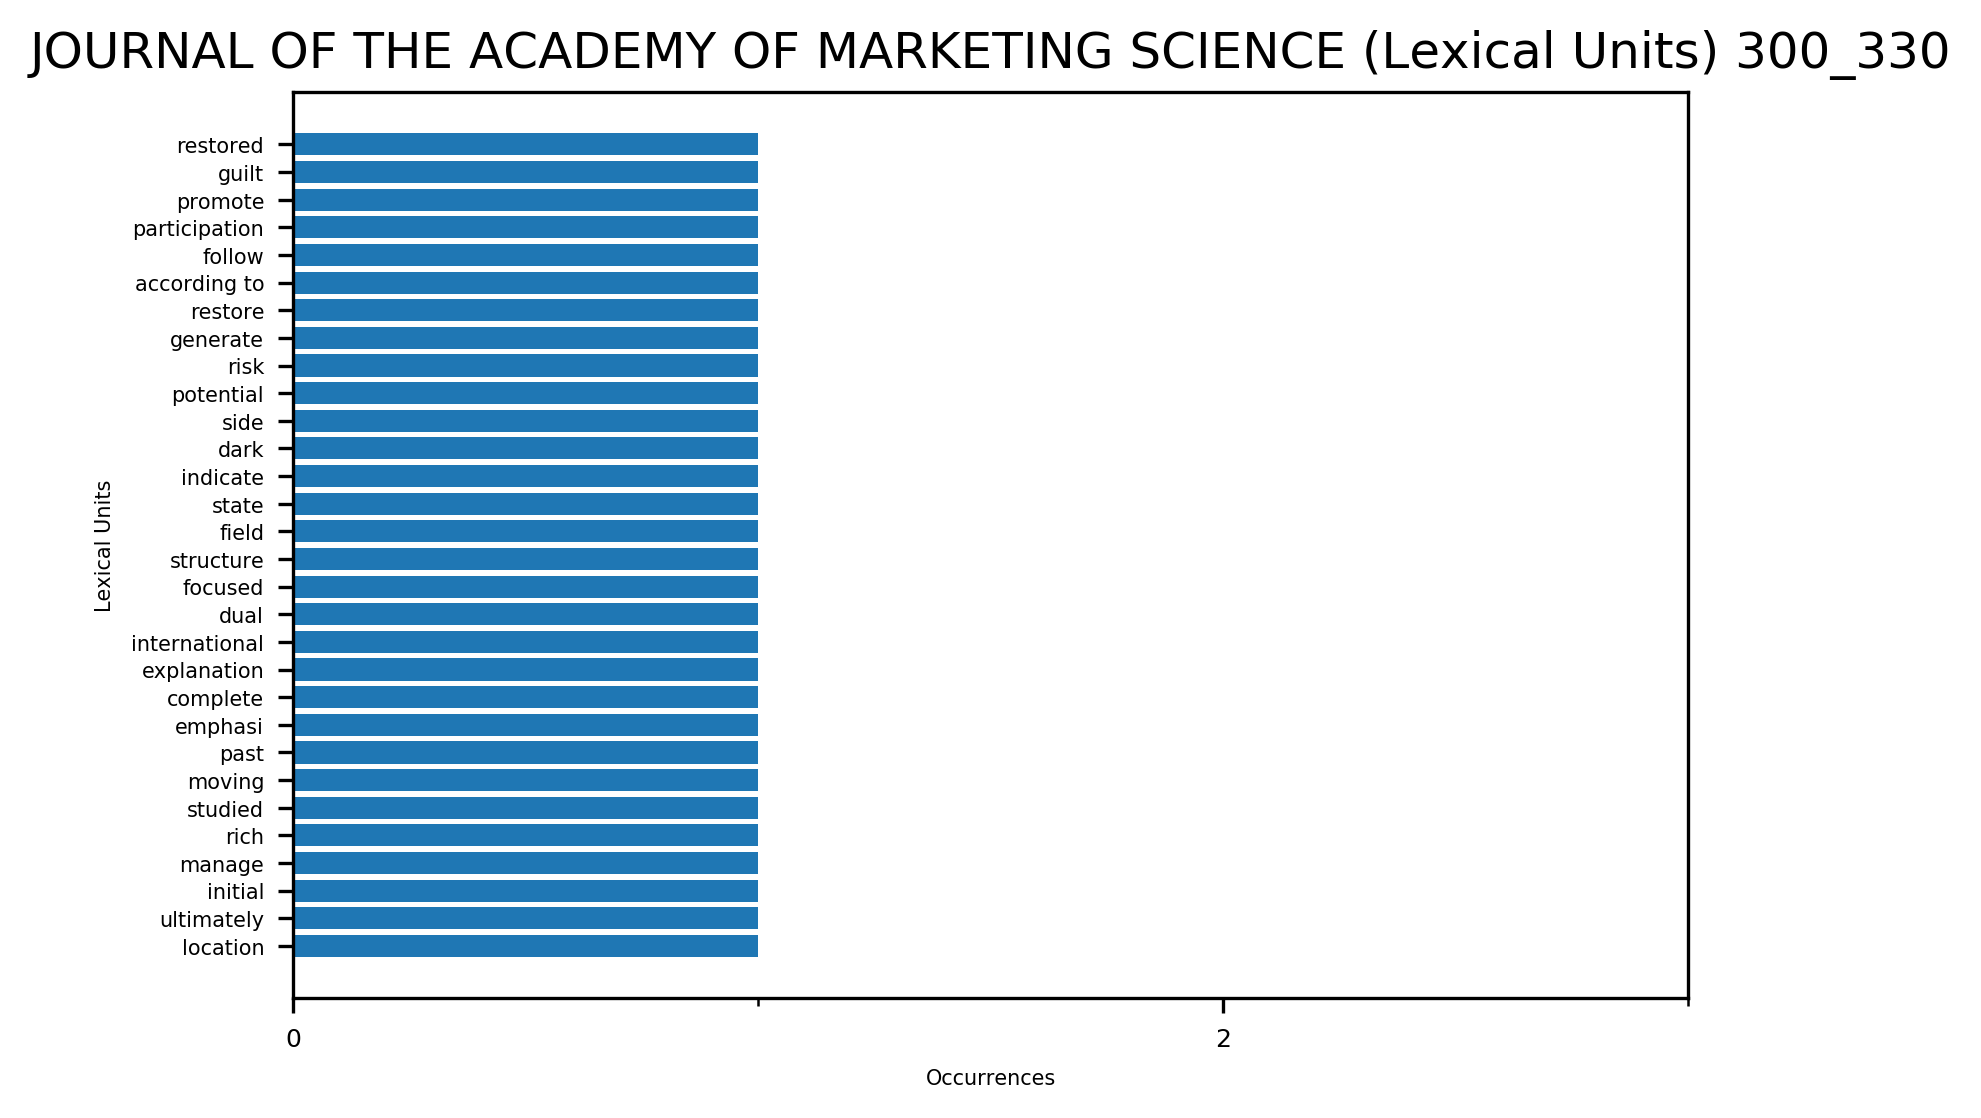 JOURNAL OF THE ACADEMY OF MARKETING SCIENCE (Lexical Units) 300_330
restored
guilt
promote
participation
follow
according to
restore
generate
risk
potential
side
dark
indicate
state
field
structure
focused
dual
international
explanation
complete
emphasi
past
moving
studied
rich
manage
initial
ultimately
location
Lexical Units
0
2
Occurrences